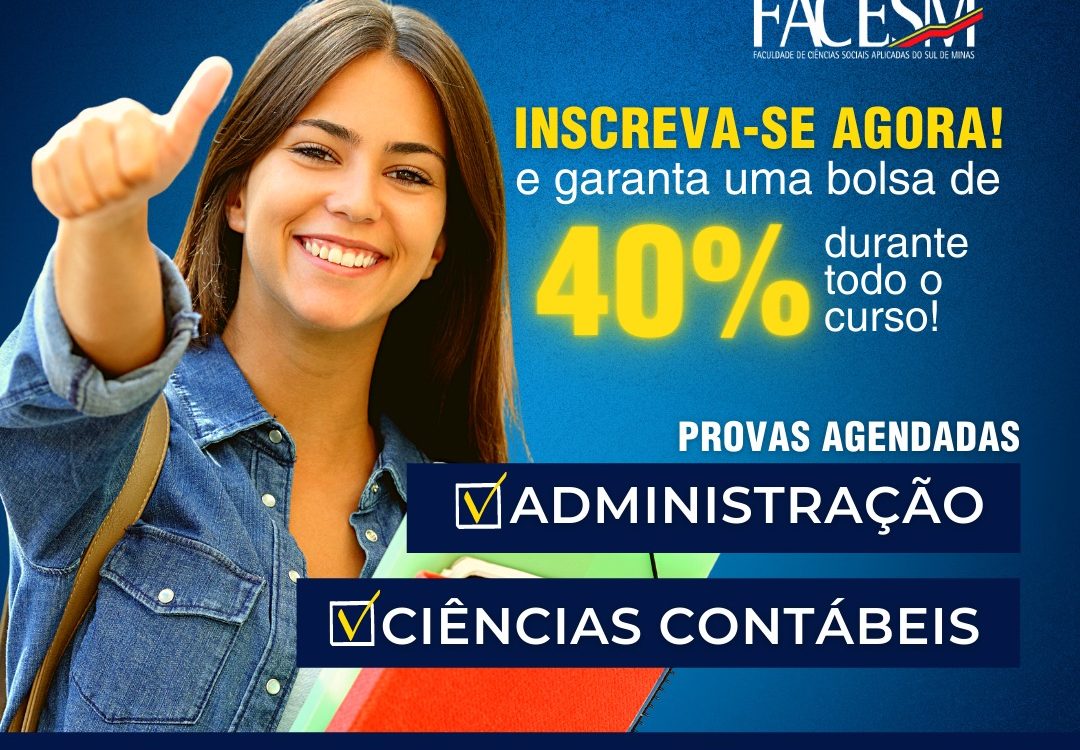 FACESM
FACULDADE DE CIÊNCIAS SOCIAIS APLICADAS DO SUL DE MINAS
INSCREVA-SE AGORA!
e garanta uma bolsa de
40%
durante
todo o
curso!
PROVAS AGENDADAS
ADMINISTRAÇÃO
CIÊNCIAS CONTÁBEIS